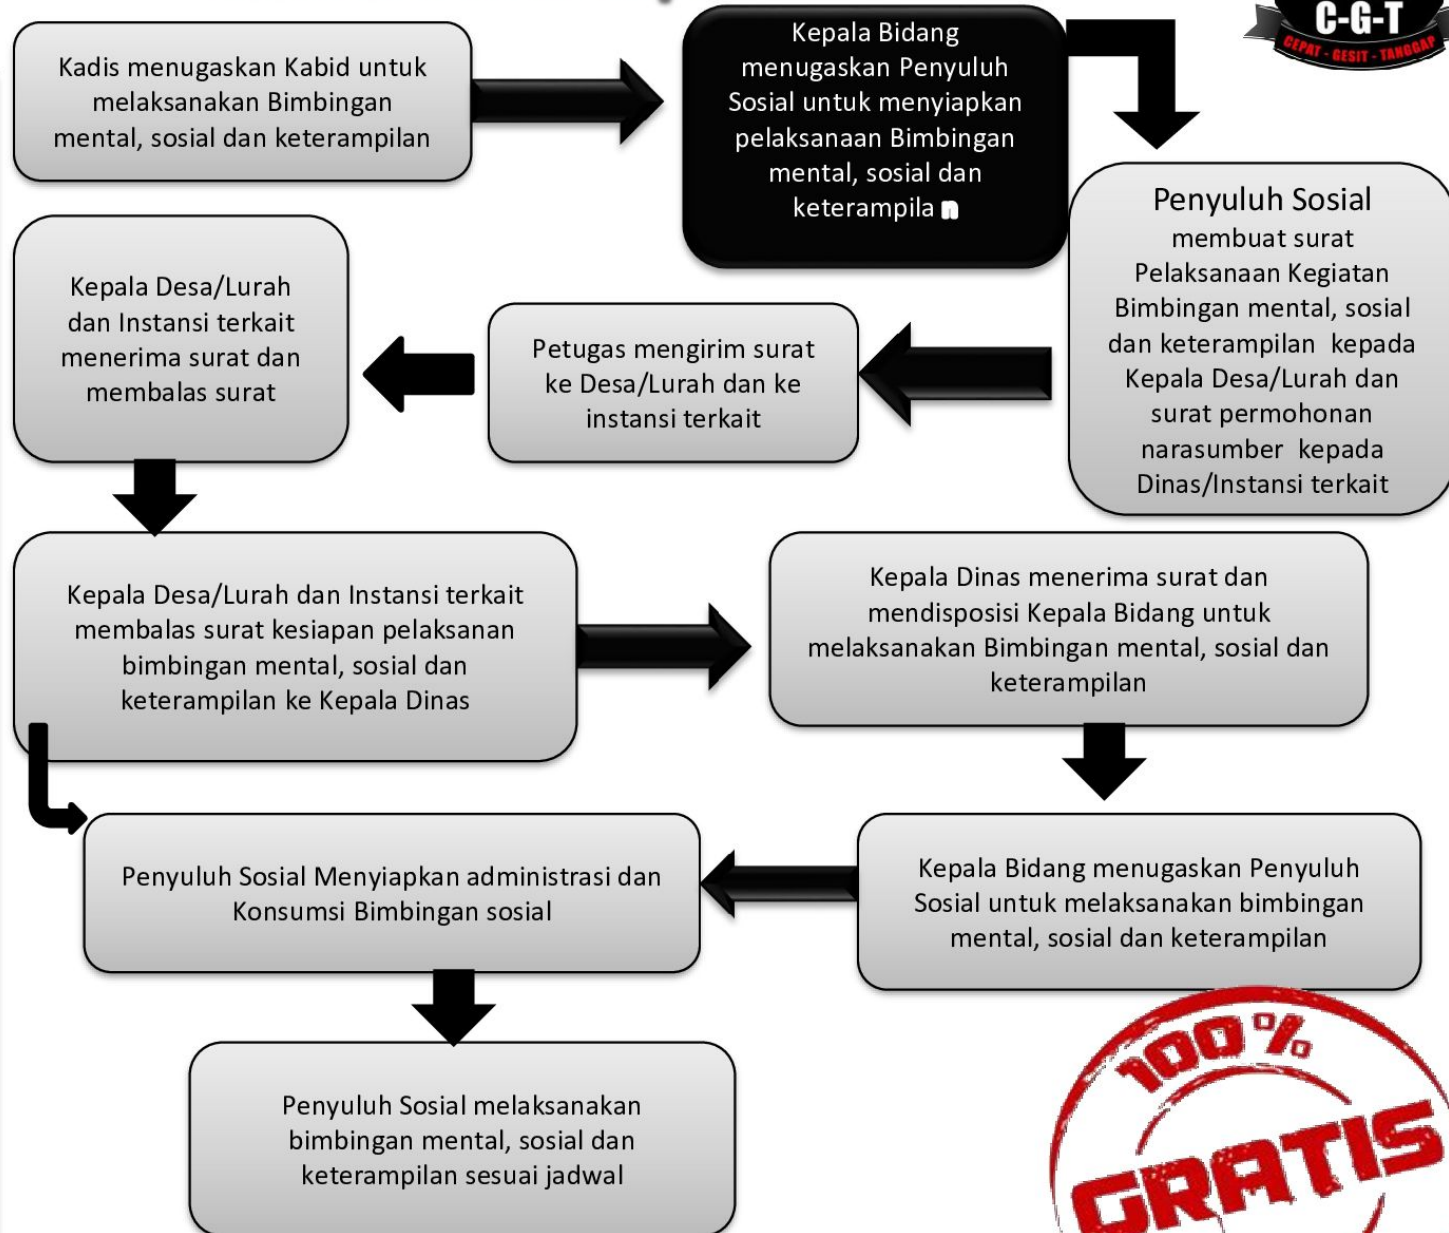 C-G-T
CEPAT - GESIT - TANGGAP
Kadis menugaskan Kabid untuk
melaksanakan Bimbingan
mental, sosial dan keterampilan
Kepala Bidang
menugaskan Penyuluh
Sosial untuk menyiapkan
pelaksanaan Bimbingan
mental, sosial dan
keterampila n
Penyuluh Sosial
membuat surat
Pelaksanaan Kegiatan
Bimbingan mental, sosial
dan keterampilan kepada
Kepala Desa/Lurah dan
surat permohonan
narasumber kepada
Dinas/Instansi terkait
Petugas mengirim surat
ke Desa/Lurah dan ke
instansi terkait
Kepala Desa/Lurah
dan Instansi terkait
menerima surat dan
membalas surat
Kepala Desa/Lurah dan Instansi terkait
membalas surat kesiapan pelaksanan
bimbingan mental, sosial dan
keterampilan ke Kepala Dinas
Kepala Dinas menerima surat dan
mendisposisi Kepala Bidang untuk
melaksanakan Bimbingan mental, sosial dan
keterampilan
Kepala Bidang menugaskan Penyuluh
Sosial untuk melaksanakan bimbingan
mental, sosial dan keterampilan
Penyuluh Sosial Menyiapkan administrasi dan
Konsumsi Bimbingan sosial
Penyuluh Sosial melaksanakan
bimbingan mental, sosial dan
keterampilan sesuai jadwal
100%
GRATIS